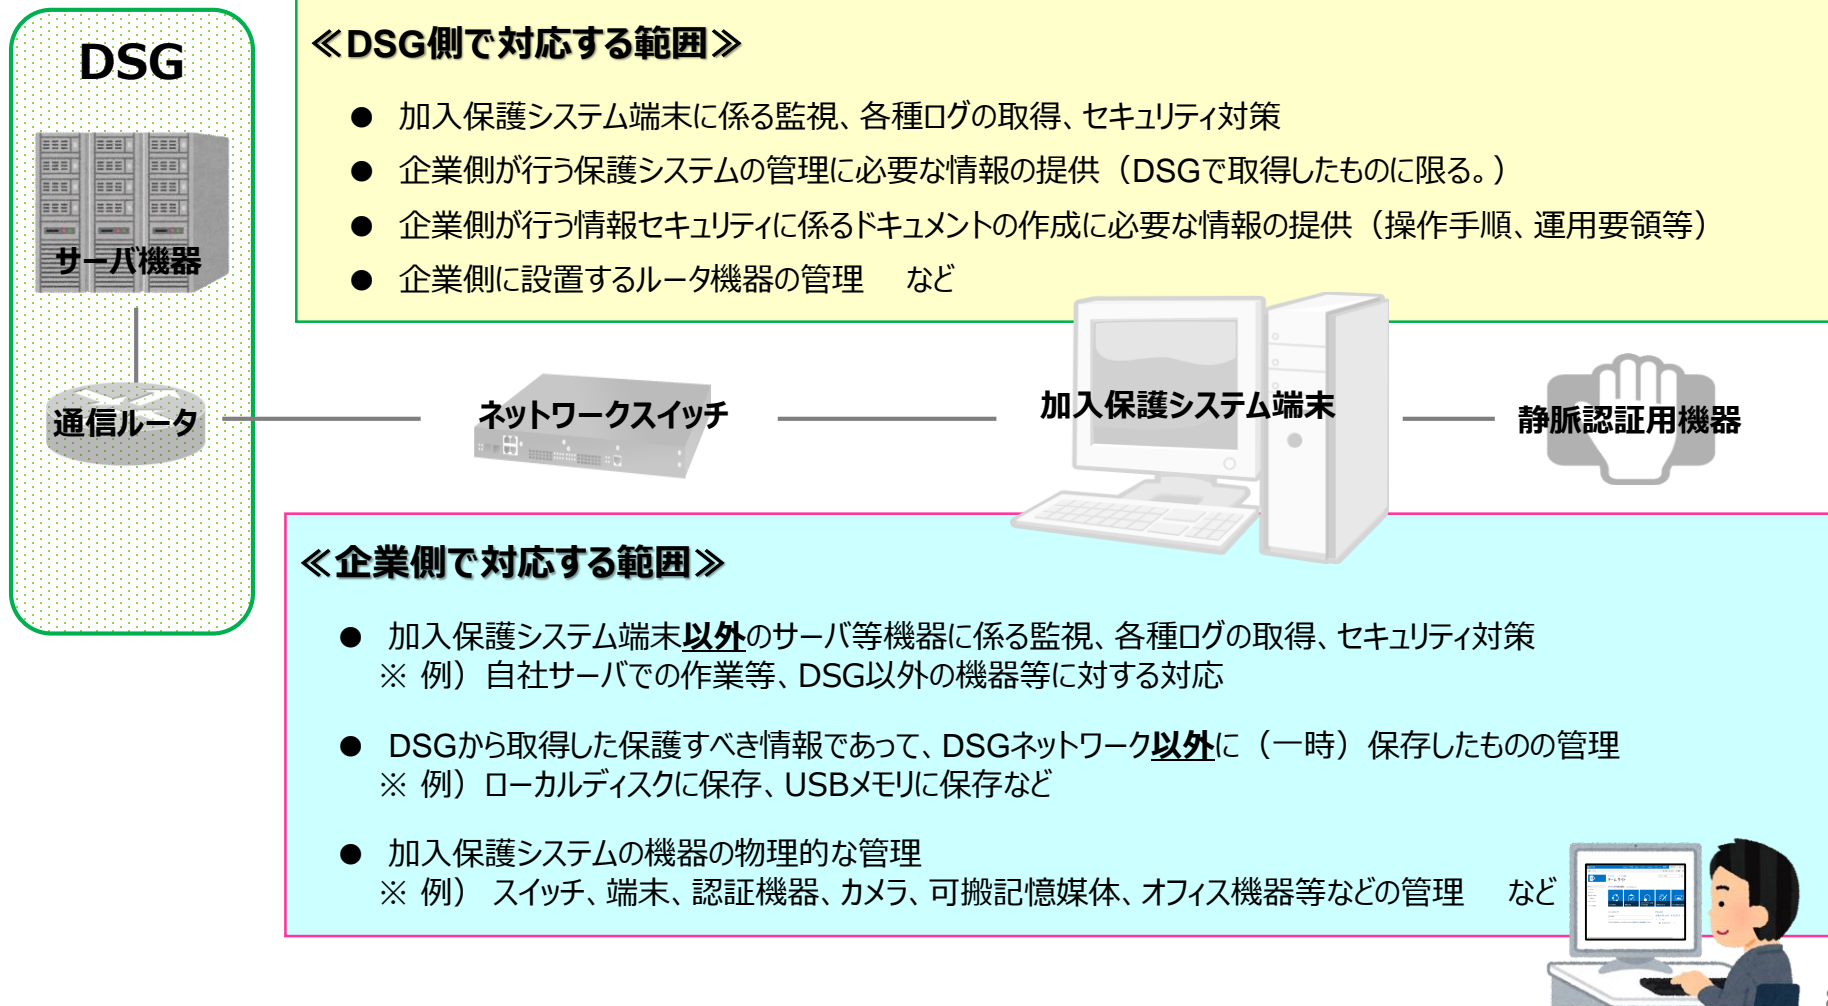 DSG
サーバ機器
通信ルータ
≪DSG側で対応する範囲≫
● 加入保護システム端末に係る監視、各種ログの取得、セキュリティ対策
● 企業側が行う保護システムの管理に必要な情報の提供（DSGで取得したものに限る。）
● 企業側が行う情報セキュリティに係るドキュメントの作成に必要な情報の提供（操作手順、運用要領等）
● 企業側に設置するルータ機器の管理　など
ネットワークスイッチ
加入保護システム端末
静脈認証用機器
≪企業側で対応する範囲≫
● 加入保護システム端末以外のサーバ等機器に係る監視、各種ログの取得、セキュリティ対策
※ 例）自社サーバでの作業等、DSG以外の機器等に対する対応
● DSGから取得した保護すべき情報であって、DSGネットワーク以外に（一時）保存したものの管理
※ 例）ローカルディスクに保存、USBメモリに保存など
● 加入保護システムの機器の物理的な管理
※ 例） スイッチ、端末、認証機器、カメラ、可搬記憶媒体、オフィス機器等などの管理　など